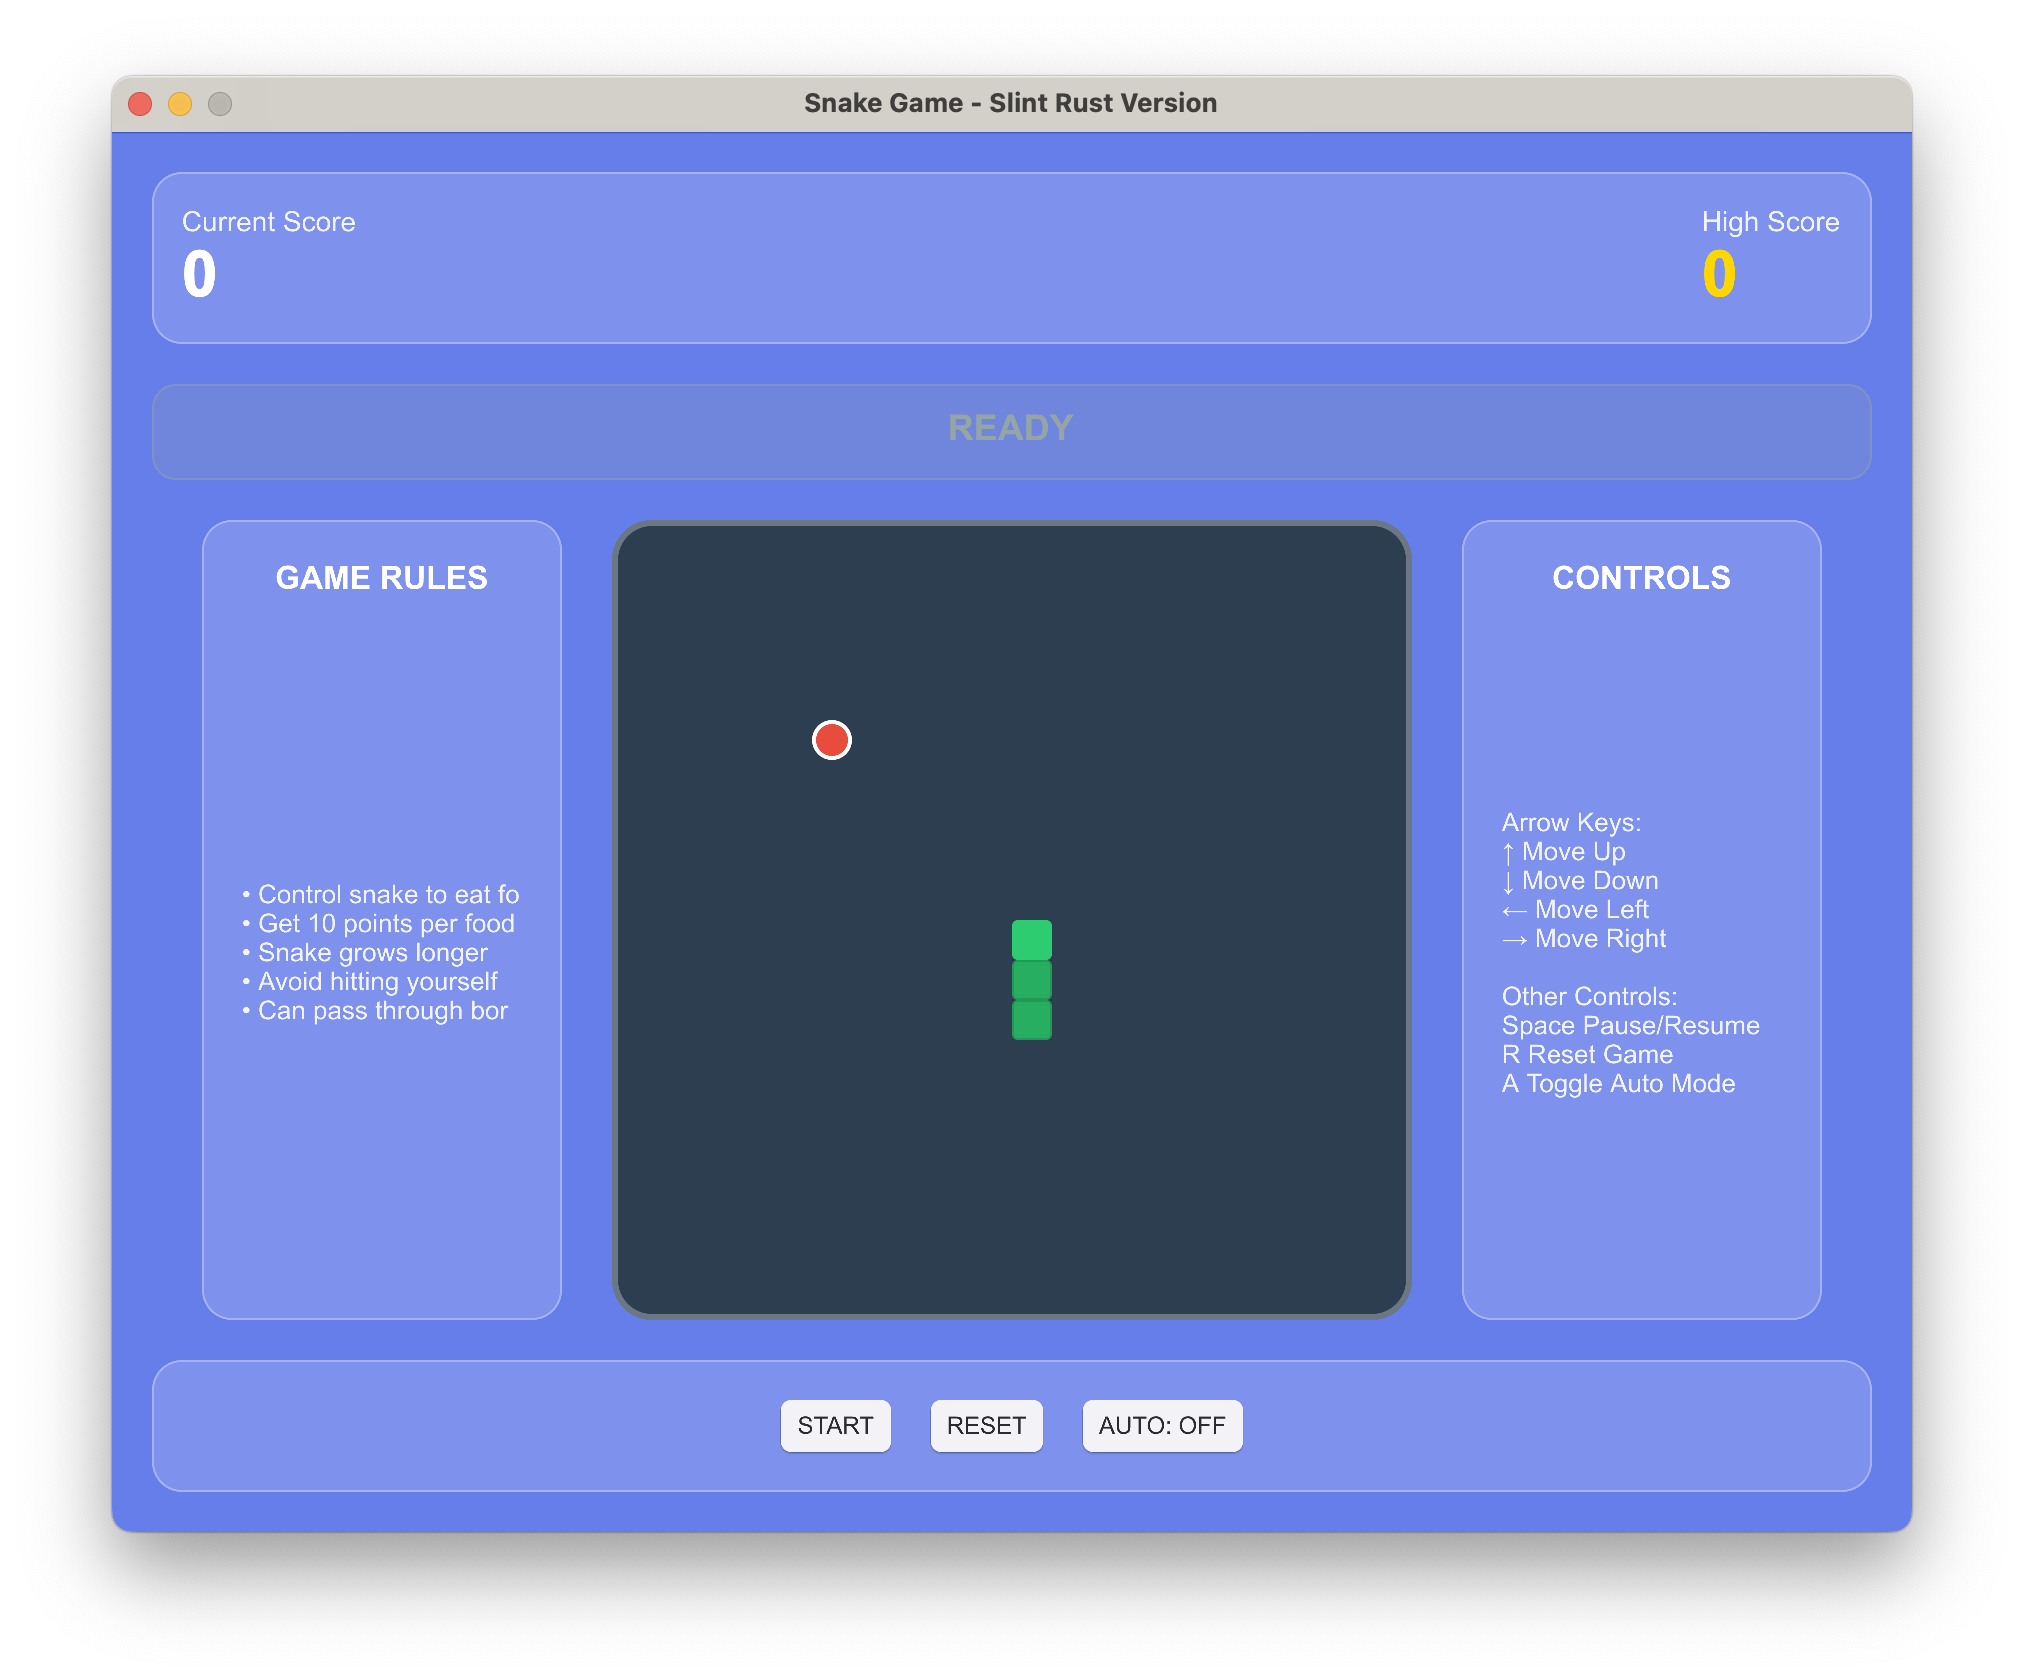 Snake Game - Slint Rust Version
Current Score
0
High Score
0
READY
GAME RULES
• Control snake to eat fo
• Get 10 points per food
• Snake grows longer
• Avoid hitting yourself
• Can pass through bor
CONTROLS
Arrow Keys:
↑ Move Up
↓ Move Down
← Move Left
→ Move Right
Other Controls:
Space Pause/Resume
R Reset Game
A Toggle Auto Mode
START
RESET
AUTO: OFF